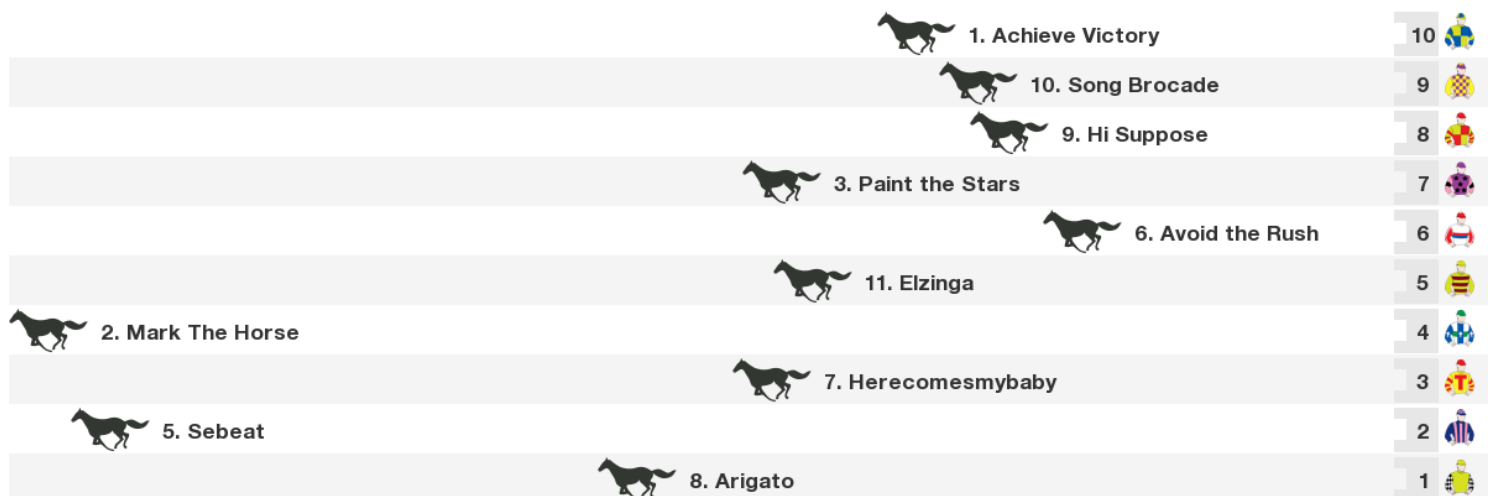 1. Achieve Victory 10
10. Song Brocade 9
9. Hi Suppose 8
3. Paint the Stars 7
6. Avoid the Rush 6
11. Elzinga 5
2. Mark The Horse 4
7. Herecomesmybaby 3 T
5. Sebeat 2
8. Arigato 1